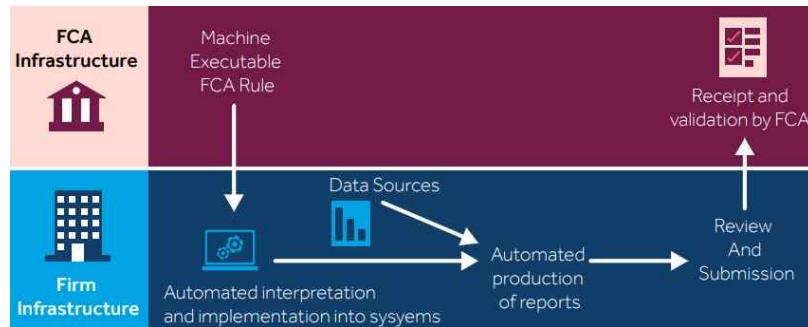 FCA
Infrastructure
Machine
Executable
FCA Rule
Receipt and
validation by FCA
Firm
Infrastructure
Data Sources
Automated interpretation
and implementation into sysyems
Automated
production
of reports
Review
And
Submission